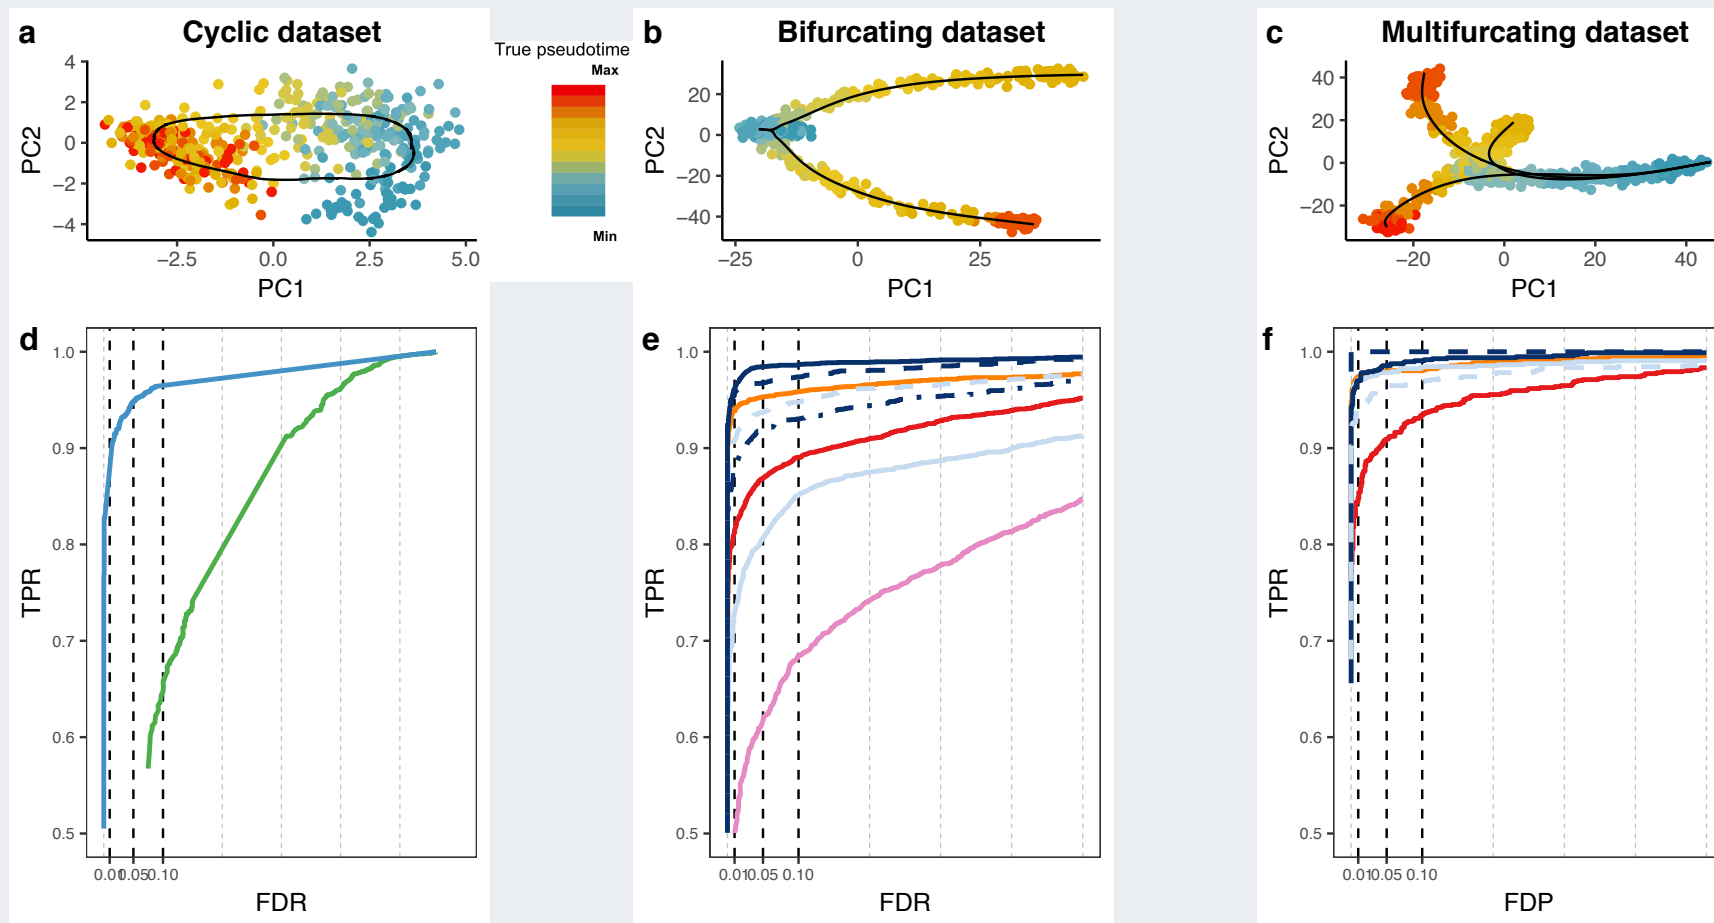 a Cyclic dataset
True pseudotime
Max
Min
4
2
0
−2
−4
PC2
−2.5 0.0 2.5 5.0
PC1
b Bifurcating dataset
20
0
−20
−40
PC2
−25 0 25
PC1
c Multifurcating dataset
40
20
0
−20
PC2
−20 0 20 40
PC1
d
1.0
0.9
0.8
0.7
0.6
0.5
TPR
0.01 0.05 0.10
FDR
e
1.0
0.9
0.8
0.7
0.6
0.5
TPR
0.01 0.05 0.10
FDR
f
1.0
0.9
0.8
0.7
0.6
0.5
TPR
0.01 0.05 0.10
FDP